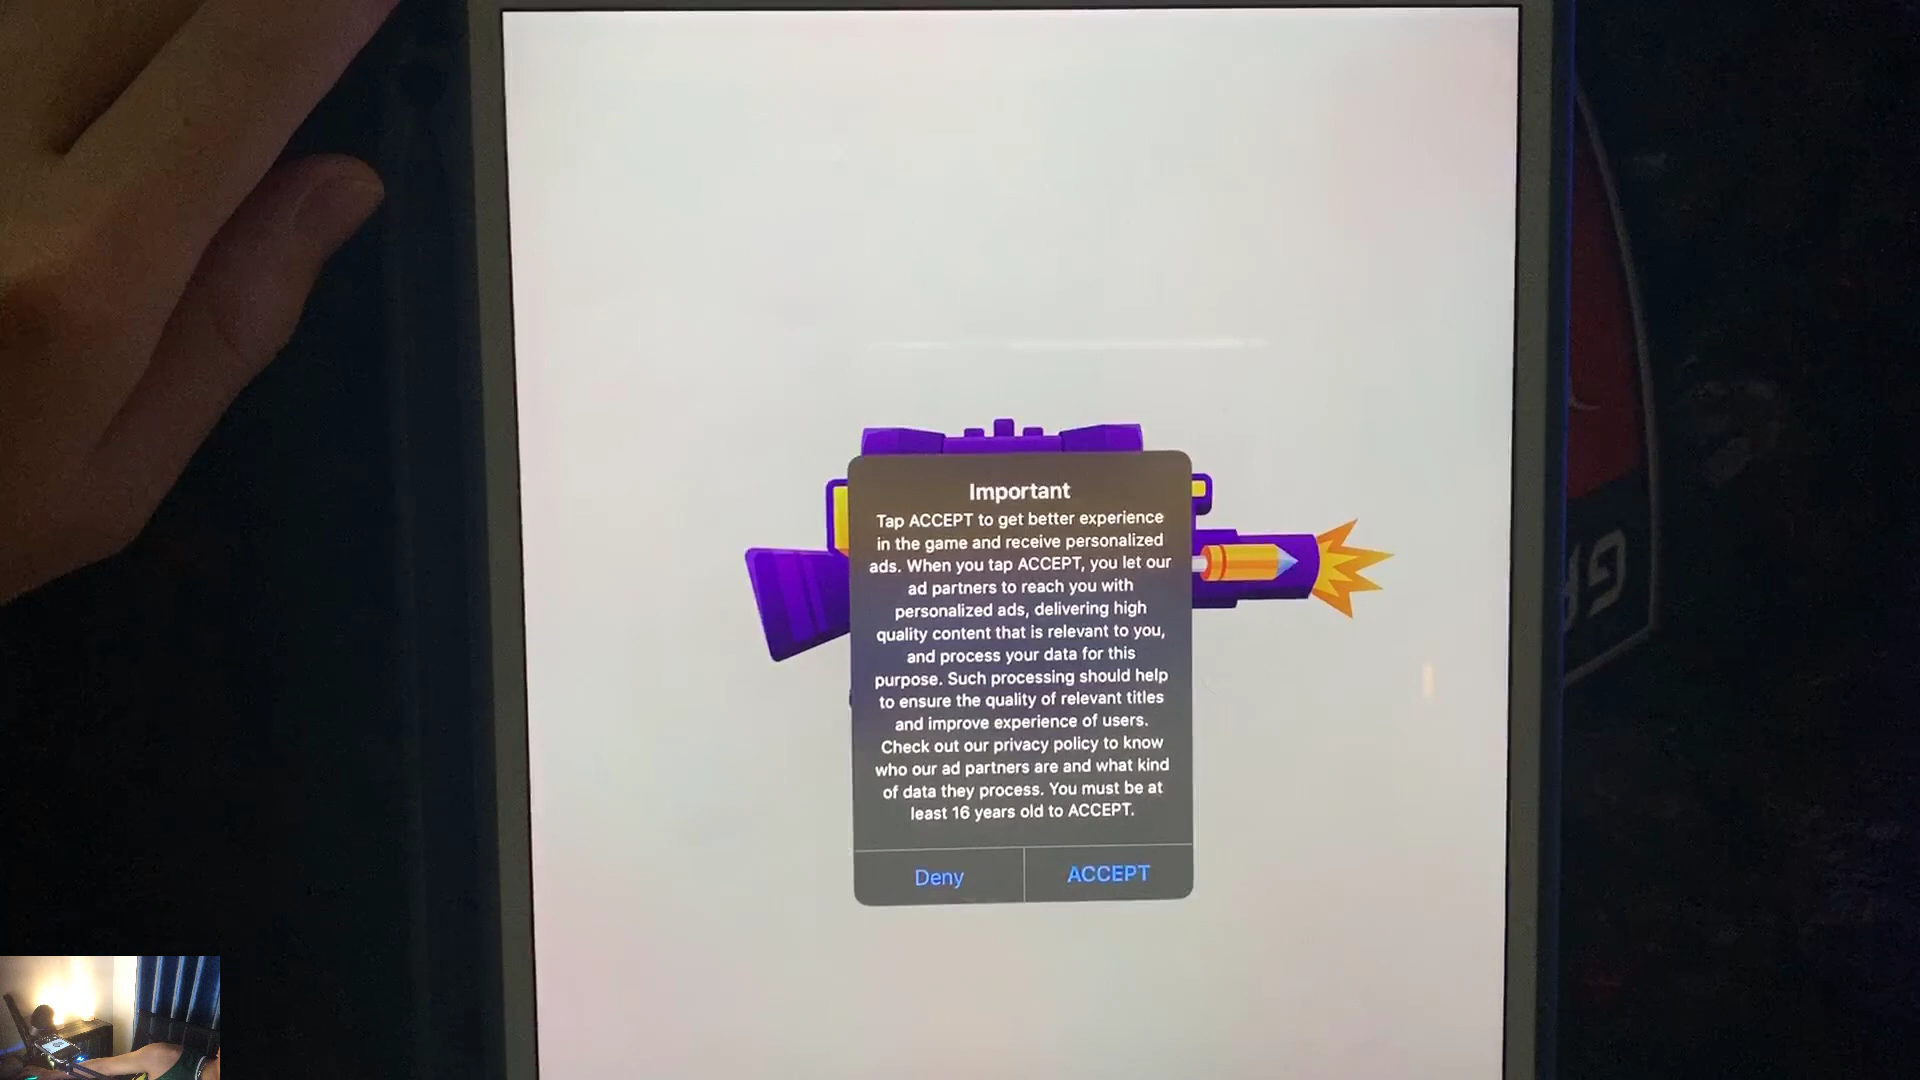 Important
Tap ACCEPT to get better experience
in the game and receive personalized
ads. When you tap ACCEPT, you let our
ad partners to reach you with
personalized ads, delivering high
quality content that is relevant to you,
and process your data for this
purpose. Such processing should help
to ensure the quality of relevant titles
and improve experience of users.
Check out our privacy policy to know
who our ad partners are and what kind
of data they process. You must be at
least 16 years old to ACCEPT.
Deny
ACCEPT